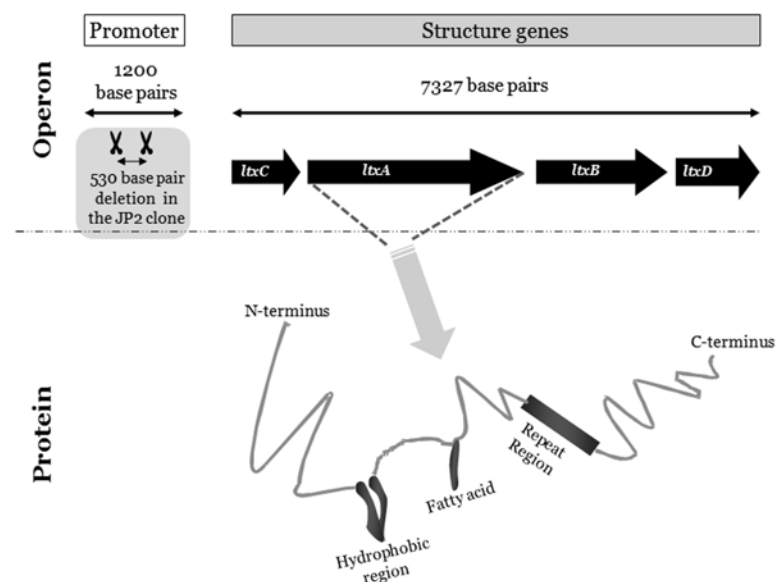 Promoter
Structure genes
1200
base pairs
7327 base pairs
Operon
530 base pair
deletion in
the JP2 clone
ltxC
ltxA
ltxB
ltxD
N-terminus
C-terminus
Protein
Repeat
Region
Fatty acid
Hydrophobic
region